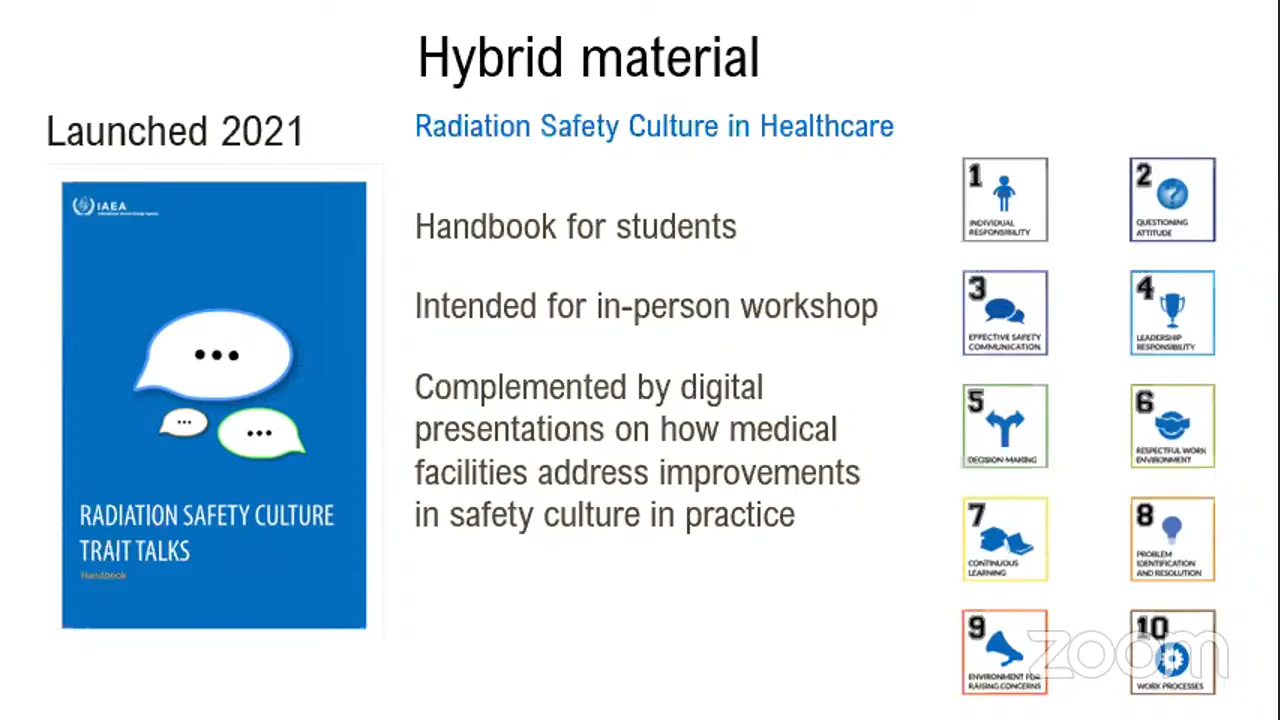 Hybrid material
Launched 2021
Radiation Safety Culture in Healthcare
IAEA
RADIATION SAFETY CULTURE
TRAIT TALKS
Handbook
Handbook for students
Intended for in-person workshop
Complemented by digital
presentations on how medical
facilities address improvements
in safety culture in practice
1
INDIVIDUAL
RESPONSIBILITY
2
QUESTIONING
ATTITUDE
3
EFFECTIVE SAFETY
COMMUNICATION
4
LEADERSHIP
RESPONSIBILITY
5
DECISION-MAKING
6
RESPECTFUL WORK
ENVIRONMENT
7
CONTINUOUS
LEARNING
8
PROBLEM
IDENTIFICATION
AND RESOLUTION
9
ENVIRONMENT FOR
RAISING CONCERNS
10
WORK PROCESSES
zoom